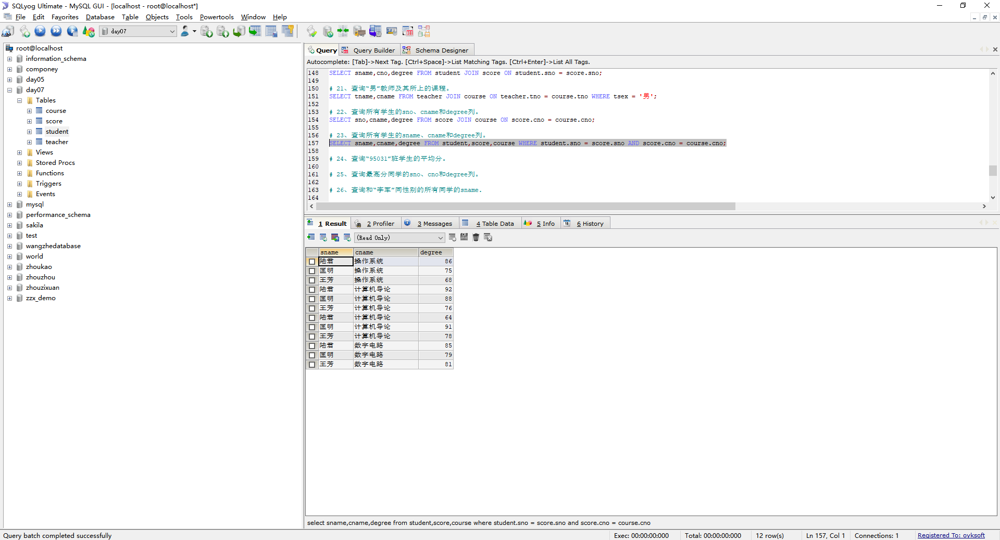 SQLyog Ultimate - MySQL GUI - [localhost - root@localhost*]
File Edit Favorites Database Table Objects Tools Powertools Window Help
day07
root@localhost
information_schema
componey
day05
day07
Tables
course
score
student
teacher
Views
Stored Procs
Functions
Triggers
Events
mysql
performance_schema
sakila
test
wangzhedatabase
world
zhoukao
zhouzhou
zhouzixuan
zzx_demo
Query Query Builder Schema Designer
Autocomplete: [Tab]->Next Tag. [Ctrl+Space]->List Matching Tags. [Ctrl+Enter]->List All Tags.
148 SELECT sname,cno,degree FROM student JOIN score ON student.sno = score.sno;
149
150 # 21、查询“男”教师及其所上的课程。
151 SELECT tname,cname FROM teacher JOIN course ON teacher.tno = course.tno WHERE tsex = '男';
152
153 # 22、查询所有学生的sno、cname和degree列。
154 SELECT sno,cname,degree FROM score JOIN course ON score.cno = course.cno;
155
156 # 23、查询所有学生的sname、cname和degree列。
157 SELECT sname,cname,degree FROM student,score,course WHERE student.sno = score.sno AND score.cno = course.cno;
158
159 # 24、查询“95031”班学生的平均分。
160
161 # 25、查询最高分同学的sno、cno和degree列。
162
163 # 26、查询和“李军”同性别的所有同学的sname.
164
1 Result 2 Profiler 3 Messages 4 Table Data 5 Info 6 History
(Read Only)
sname cname degree
陆君 操作系统 86
匡明 操作系统 75
王芳 操作系统 68
陆君 计算机导论 92
匡明 计算机导论 88
王芳 计算机导论 76
陆君 计算机导论 64
匡明 计算机导论 91
王芳 计算机导论 78
陆君 数字电路 85
匡明 数字电路 79
王芳 数字电路 81
select sname,cname,degree from student,score,course where student.sno = score.sno and score.cno = course.cno
Query batch completed successfully Exec: 00:00:00:000 Total: 00:00:00:000 12 row(s) Ln 157, Col 1 Connections: 1 Registered To: ovksoft